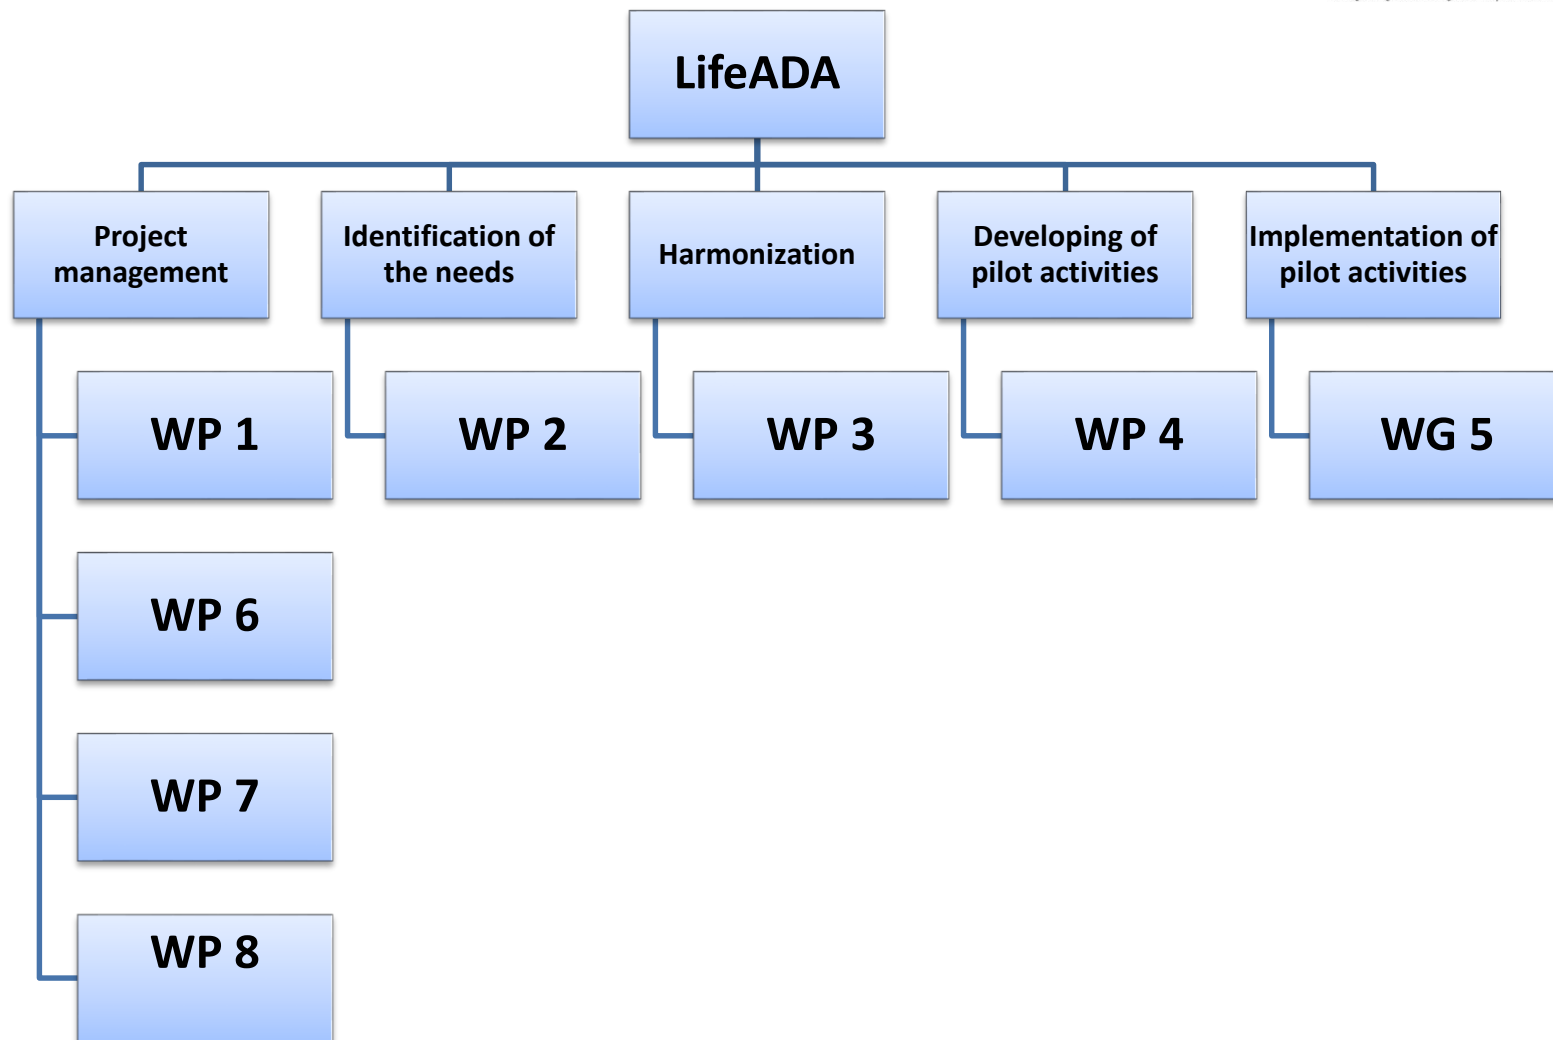 LifeADA
Project
management
Identification of
the needs
Harmonization
Developing of
pilot activities
Implementation of
pilot activities
WP 1
WP 2
WP 3
WP 4
WG 5
WP 6
WP 7
WP 8